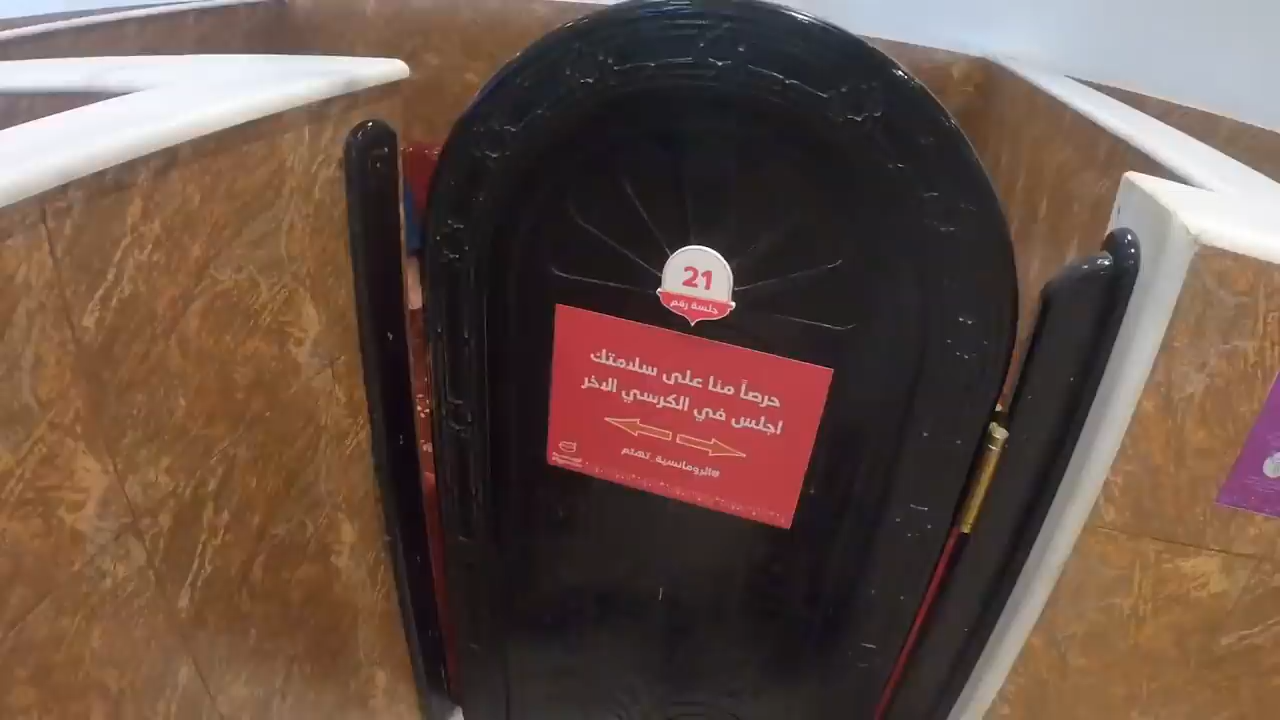 21
جلسة رقم
حرصاً منا على سلامتك
اجلس في الكرسي الاخر
#الرومانسية_تهتم